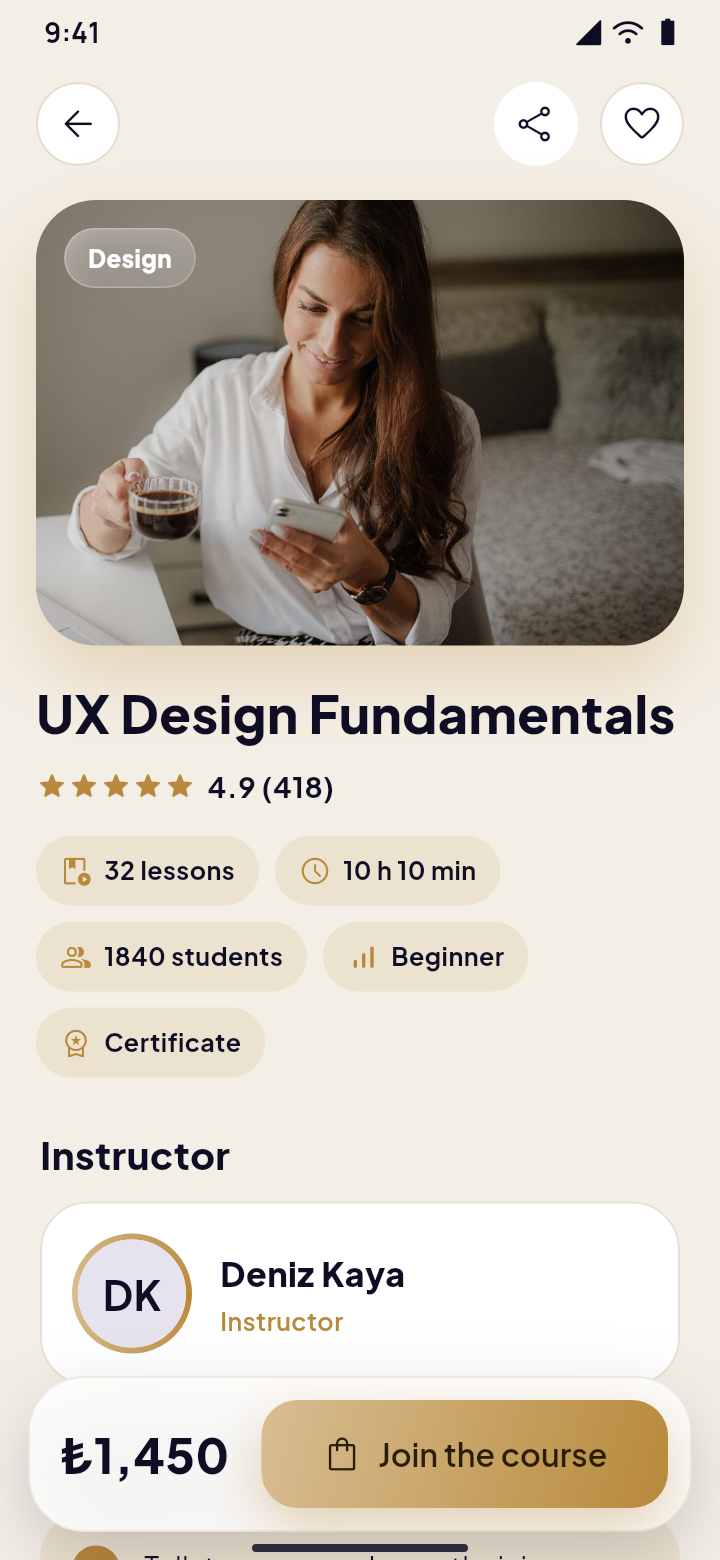 9:41
Design
UX Design Fundamentals
4.9 (418)
32 lessons
10 h 10 min
1840 students
Beginner
Certificate
Instructor
DK
Deniz Kaya
Instructor
₺1,450
Join the course